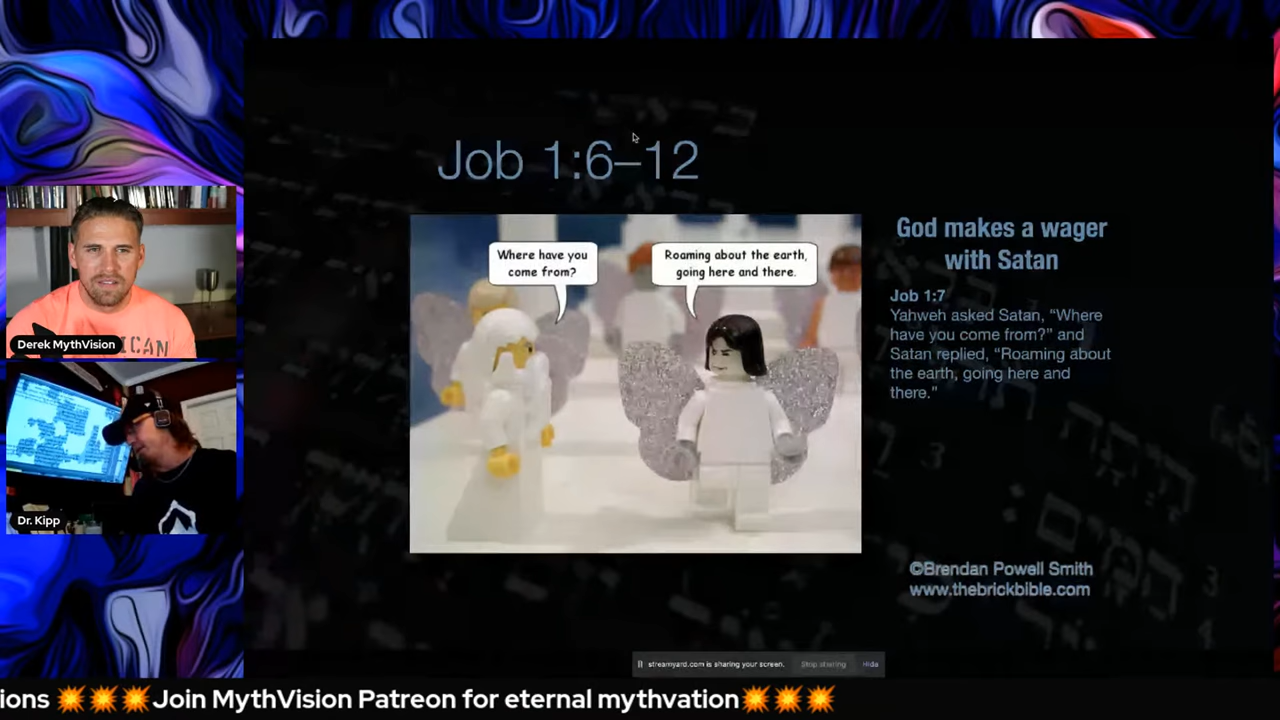 Job 1:6–12
Where have you
come from?
Roaming about the earth,
going here and there.
God makes a wager
with Satan
Job 1:7
Yahweh asked Satan, “Where
have you come from?” and
Satan replied, “Roaming about
the earth, going here and
there.”
©Brendan Powell Smith
www.thebrickbible.com
Derek MythVision
ICAN
Dr. Kipp
streamyard.com is sharing your screen.
Stop sharing
Hide
ions 💥💥💥Join MythVision Patreon for eternal mythvation💥💥💥